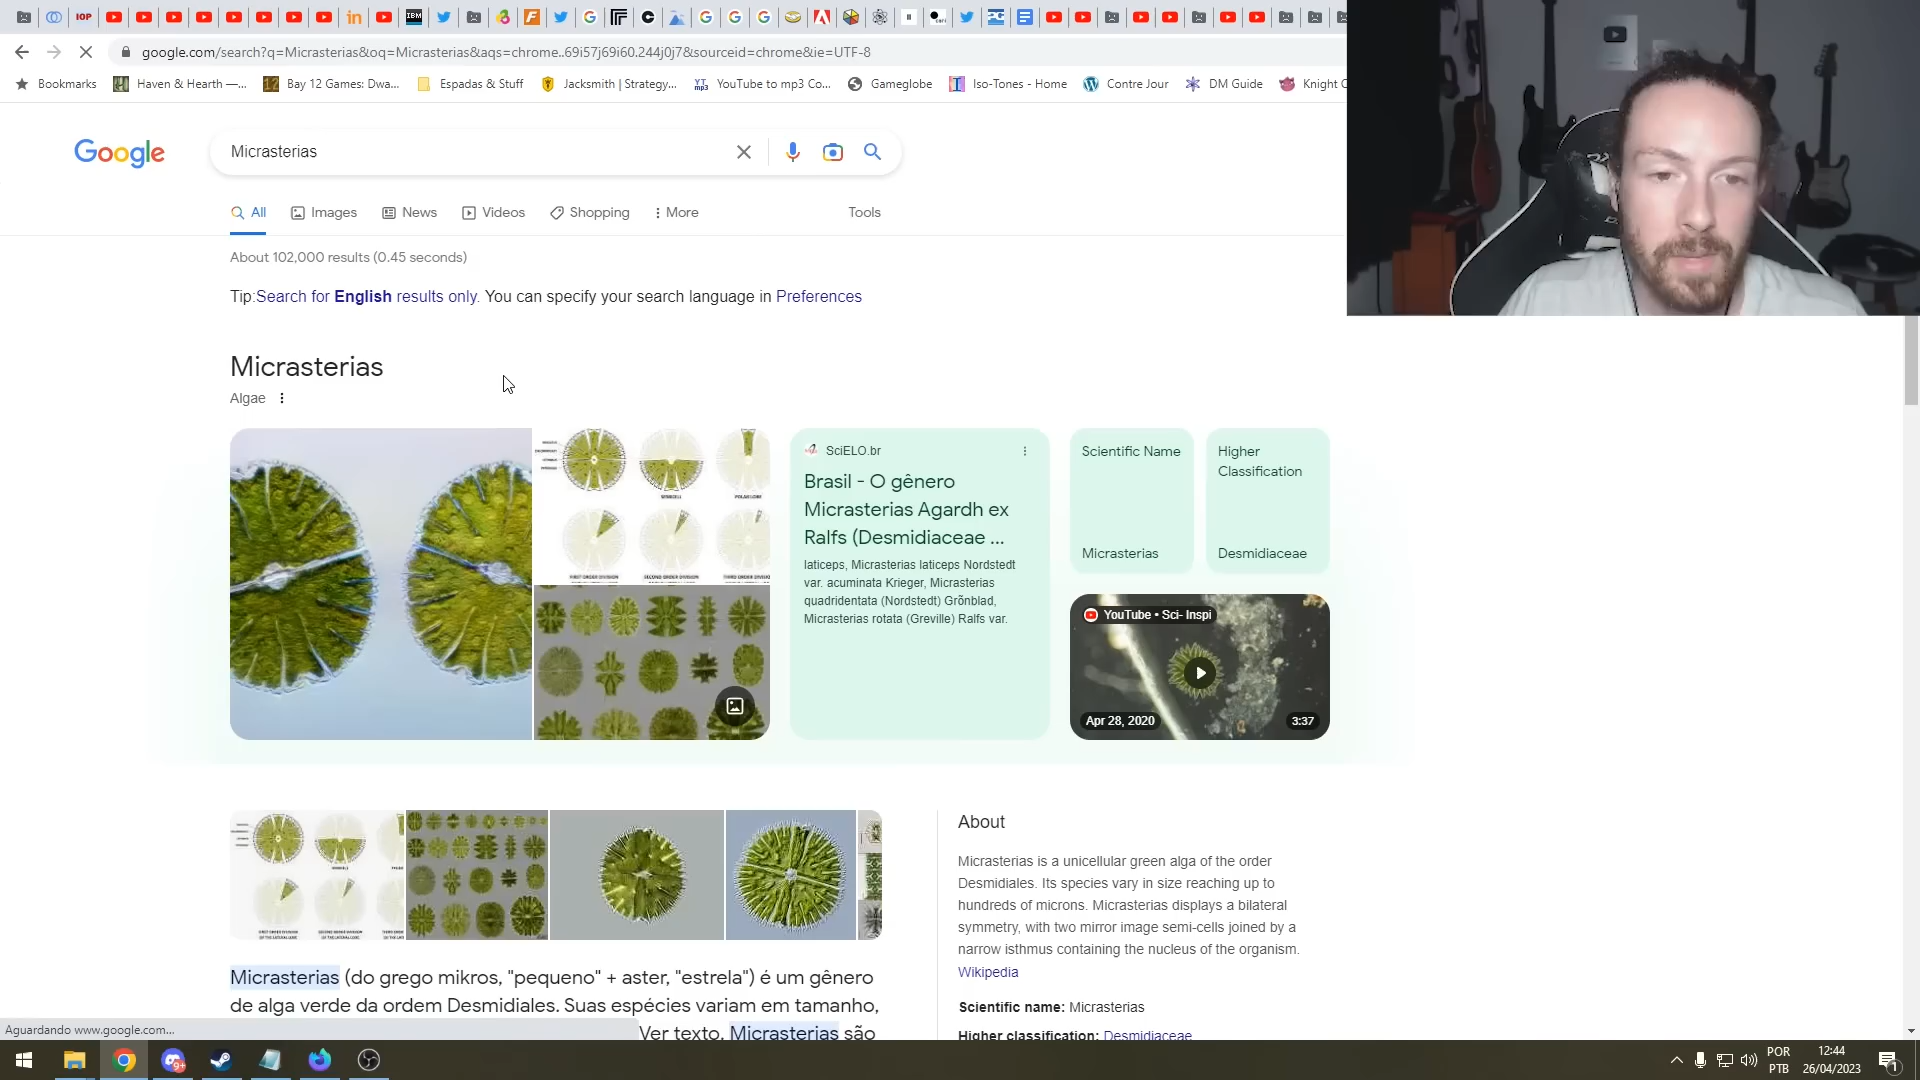 IOP
in
IBM
google.com/search?q=Micrasterias&oq=Micrasterias&aqs=chrome..69i57j69i60.244j0j7&sourceid=chrome&ie=UTF-8
Bookmarks
Haven & Hearth —...
Bay 12 Games: Dwa...
Espadas & Stuff
Jacksmith | Strategy...
YouTube to mp3 Co...
Gameglobe
Iso-Tones - Home
Contre Jour
DM Guide
Knight C
Google
Micrasterias
All
Images
News
Videos
Shopping
More
Tools
About 102,000 results (0.45 seconds)
Tip:Search for English results only. You can specify your search language in Preferences
Micrasterias
Algae
SciELO.br
Brasil - O gênero
Micrasterias Agardh ex
Ralfs (Desmidiaceae ...
laticeps, Micrasterias laticeps Nordstedt
var. acuminata Krieger, Micrasterias
quadridentata (Nordstedt) Grõnblad,
Micrasterias rotata (Greville) Ralfs var.
Scientific Name
Micrasterias
Higher
Classification
Desmidiaceae
YouTube • Sci- Inspi
Apr 28, 2020
3:37
About
Micrasterias is a unicellular green alga of the order
Desmidiales. Its species vary in size reaching up to
hundreds of microns. Micrasterias displays a bilateral
symmetry, with two mirror image semi-cells joined by a
narrow isthmus containing the nucleus of the organism.
Wikipedia
Scientific name: Micrasterias
Higher classification: Desmidiaceae
Micrasterias (do grego mikros, "pequeno" + aster, "estrela") é um gênero
de alga verde da ordem Desmidiales. Suas espécies variam em tamanho,
Ver texto. Micrasterias são
Aguardando www.google.com...
9+
POR
PTB
12:44
26/04/2023
1